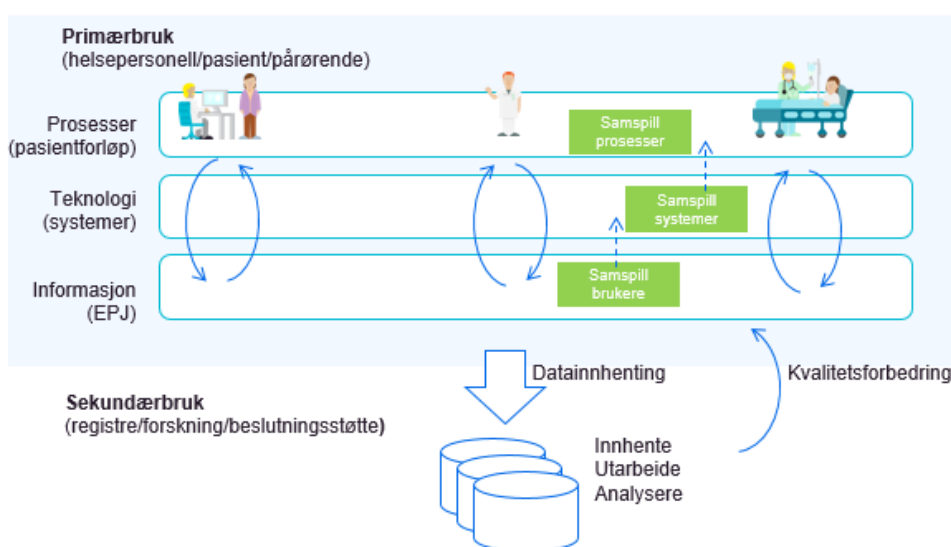 Primærbruk
(helsepersonell/pasient/pårørende)
Prosesser
(pasientforløp)
Samspill
prosesser
Teknologi
(systemer)
Samspill
systemer
Informasjon
(EPJ)
Samspill
brukere
Datainnhenting
Kvalitetsforbedring
Sekundærbruk
(registre/forskning/beslutningsstøtte)
Innhente
Utarbeide
Analysere